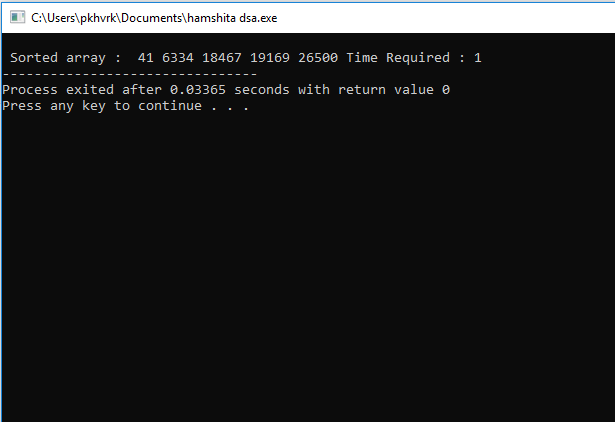 C:\Users\pkhvrk\Documents\hamshita dsa.exe
Sorted array :  41 6334 18467 19169 26500 Time Required : 1
--------------------------------
Process exited after 0.03365 seconds with return value 0
Press any key to continue . . .